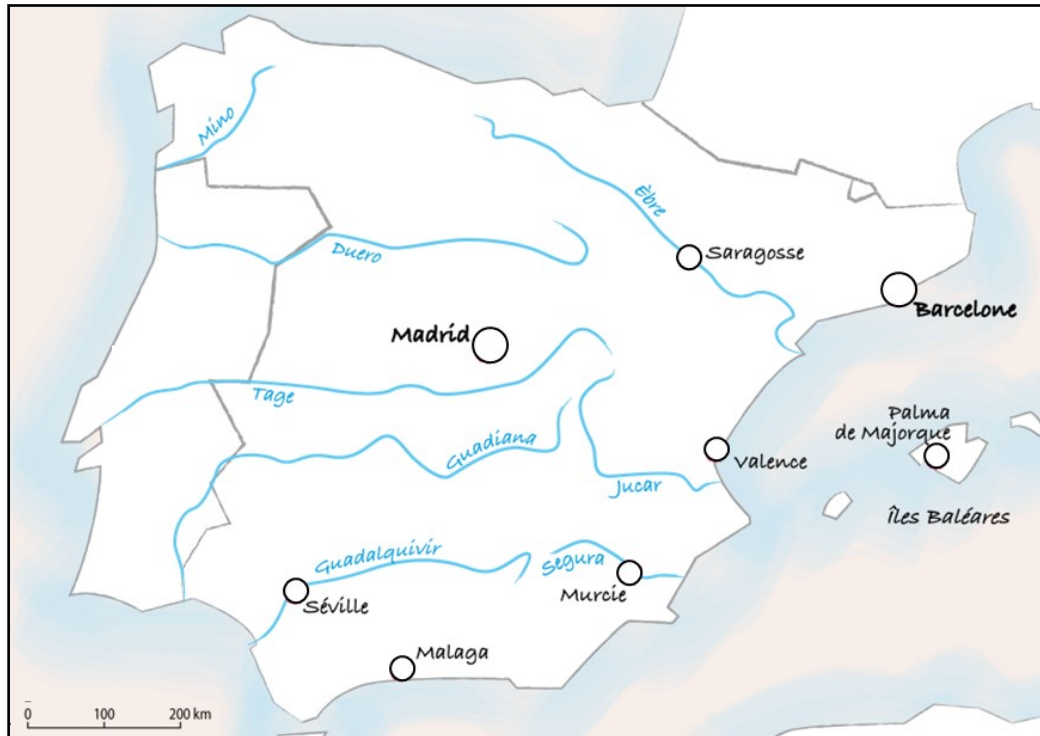 Mino
Èbre
Duero
Saragosse
Barcelone
Madrid
Tage
Palma
de Majorque
Guadiana
Valence
Jucar
Îles Baléares
Guadalquivir
Segura
Murcie
Séville
Malaga
0 100 200 km